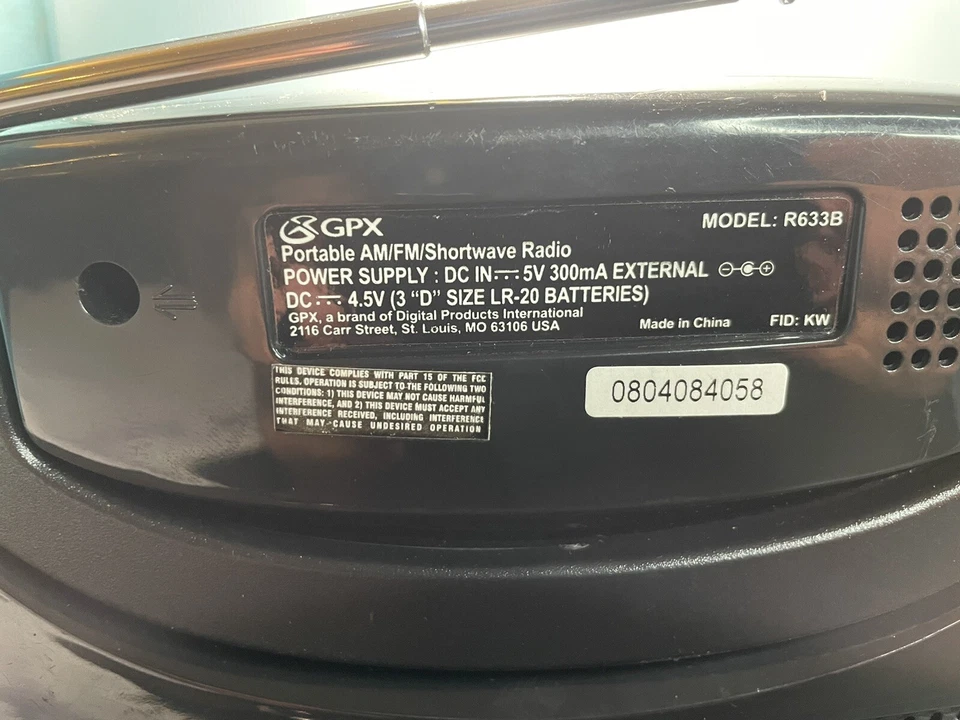 GPX
MODEL: R633B
Portable AM/FM/Shortwave Radio
POWER SUPPLY : DC IN 5V 300mA EXTERNAL
DC 4.5V (3 “D” SIZE LR-20 BATTERIES)
GPX, a brand of Digital Products International
2116 Carr Street, St. Louis, MO 63106 USA
Made in China
FID: KW
THIS DEVICE COMPLIES WITH PART 15 OF THE FCC
RULES. OPERATION IS SUBJECT TO THE FOLLOWING TWO
CONDITIONS: 1) THIS DEVICE MAY NOT CAUSE HARMFUL
INTERFERENCE, AND 2) THIS DEVICE MUST ACCEPT ANY
INTERFERENCE RECEIVED, INCLUDING INTERFERENCE
THAT MAY CAUSE UNDESIRED OPERATION
0804084058